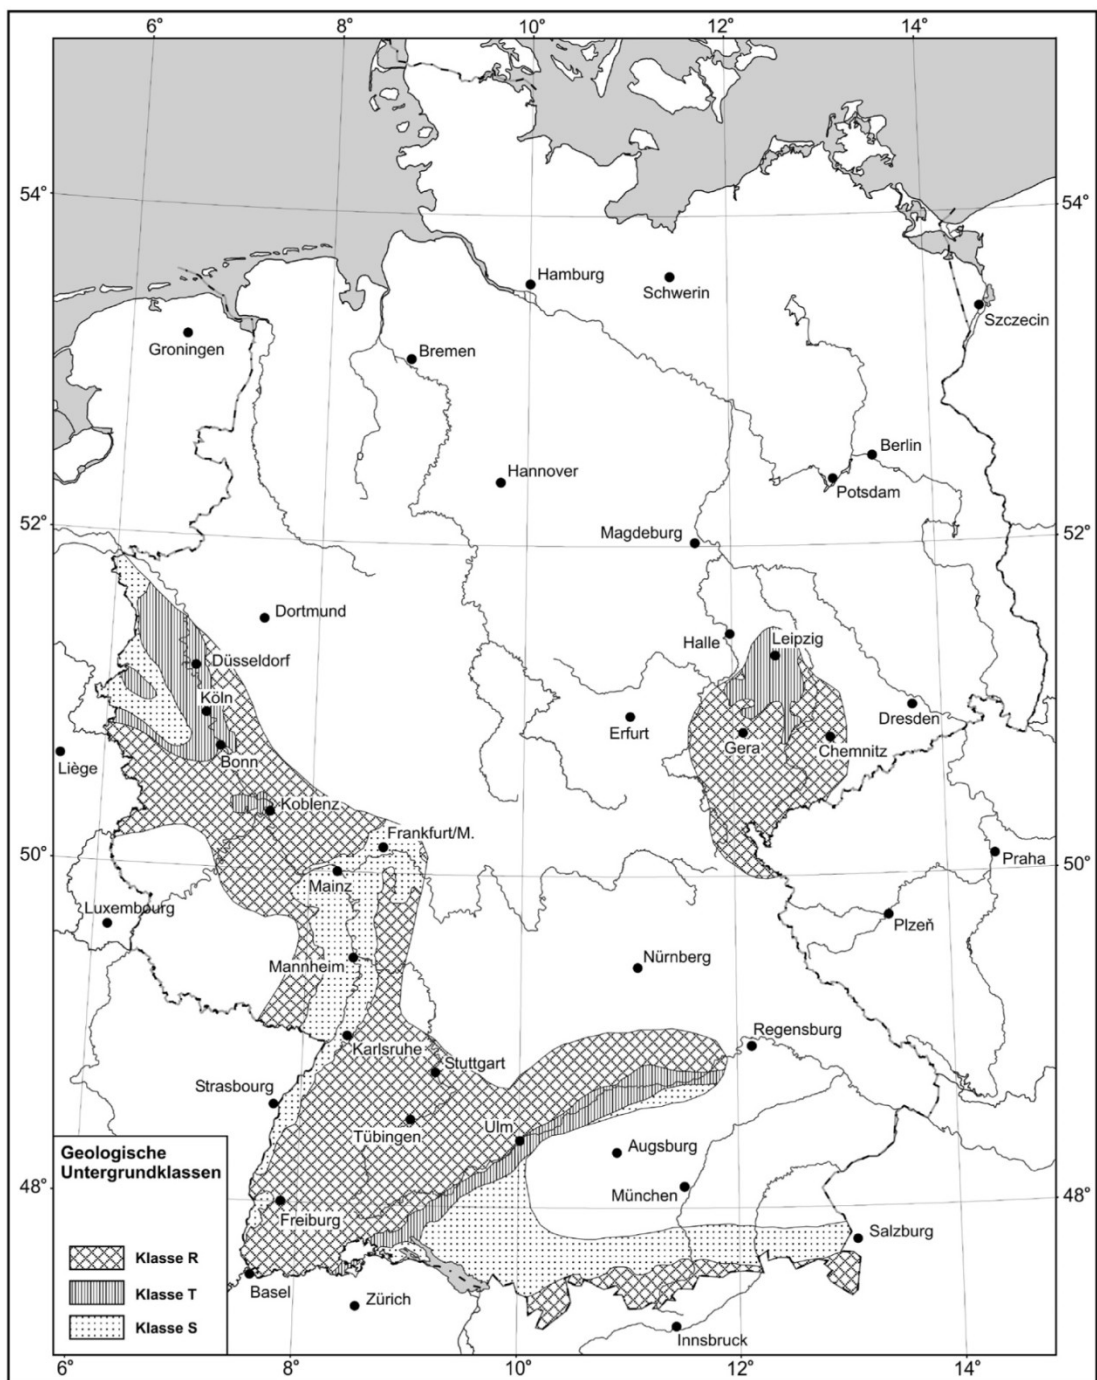 6° 8° 10° 12° 14°
54° 54°
Hamburg
Schwerin
Szczecin
Groningen
Bremen
Berlin
Hannover
Potsdam
52° 52°
Magdeburg
Dortmund
Halle
Leipzig
Düsseldorf
Köln
Dresden
Erfurt
Gera
Chemnitz
Liège
Bonn
Koblenz
Frankfurt/M.
50° 50°
Praha
Mainz
Luxembourg
Plzeň
Mannheim
Nürnberg
Regensburg
Karlsruhe
Stuttgart
Strasbourg
Tübingen
Ulm
Augsburg
München
48° 48°
Freiburg
Salzburg
Basel
Zürich
Innsbruck
Geologische
Untergrundklassen
Klasse R
Klasse T
Klasse S
6° 8° 10° 12° 14°